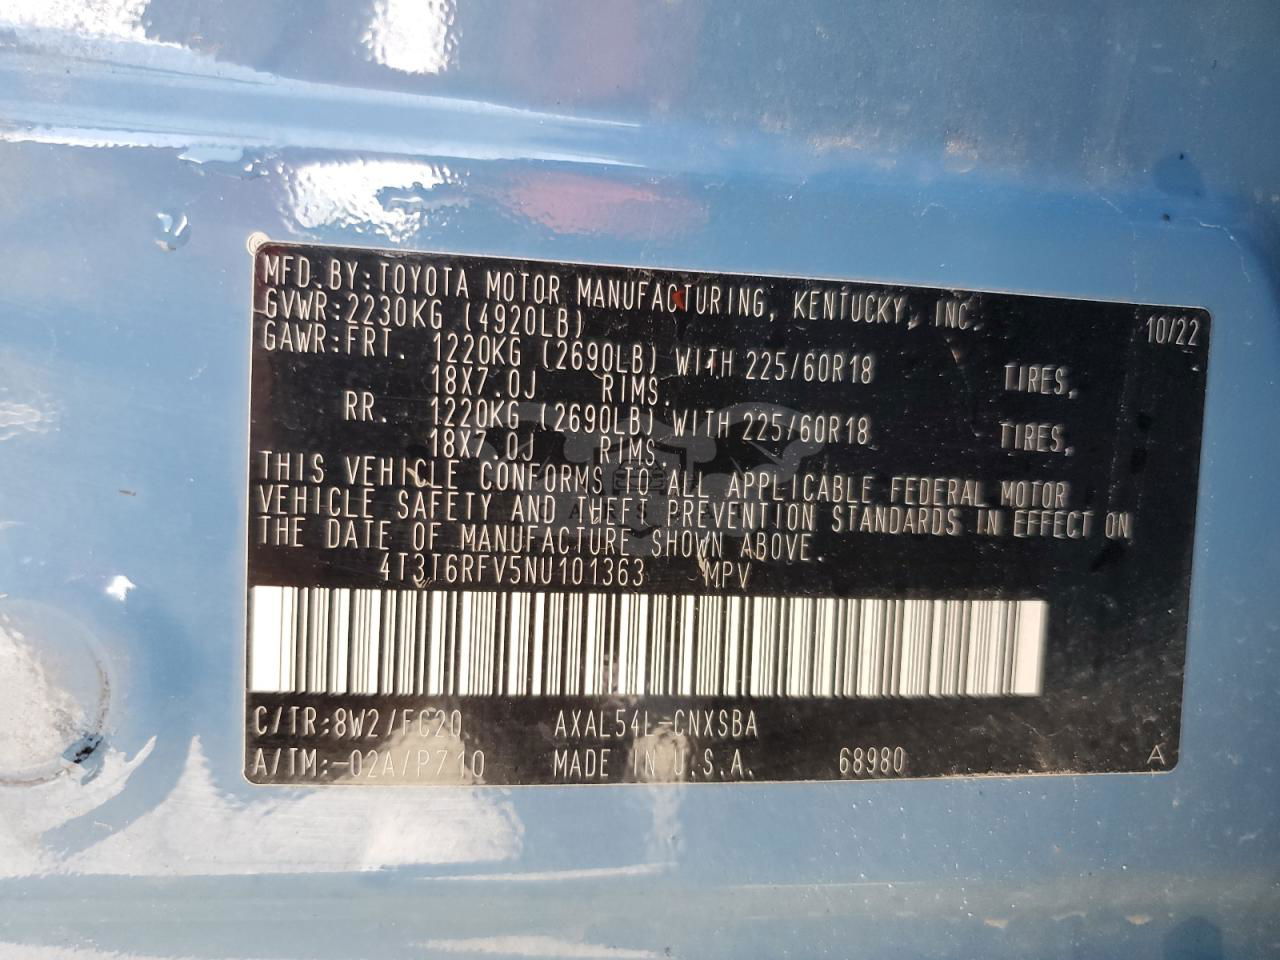 MFD.BY:TOYOTA MOTOR MANUFACTURING, KENTUCKY, INC. 10/22
GVWR:2230KG (4920LB)
GAWR:FRT. 1220KG (2690LB) WITH 225/60R18 TIRES,
18X7.0J RIMS.
RR. 1220KG (2690LB) WITH 225/60R18 TIRES,
18X7.0J RIMS.
THIS VEHICLE CONFORMS TO ALL APPLICABLE FEDERAL MOTOR
VEHICLE SAFETY AND THEFT PREVENTION STANDARDS IN EFFECT ON
THE DATE OF MANUFACTURE SHOWN ABOVE.
4T3T6RFV5NU101363 MPV
C/TR:8W2/FC20 AXAL54L-CNXSBA
A/TM:-02A/P710 MADE IN U.S.A. 68980 A